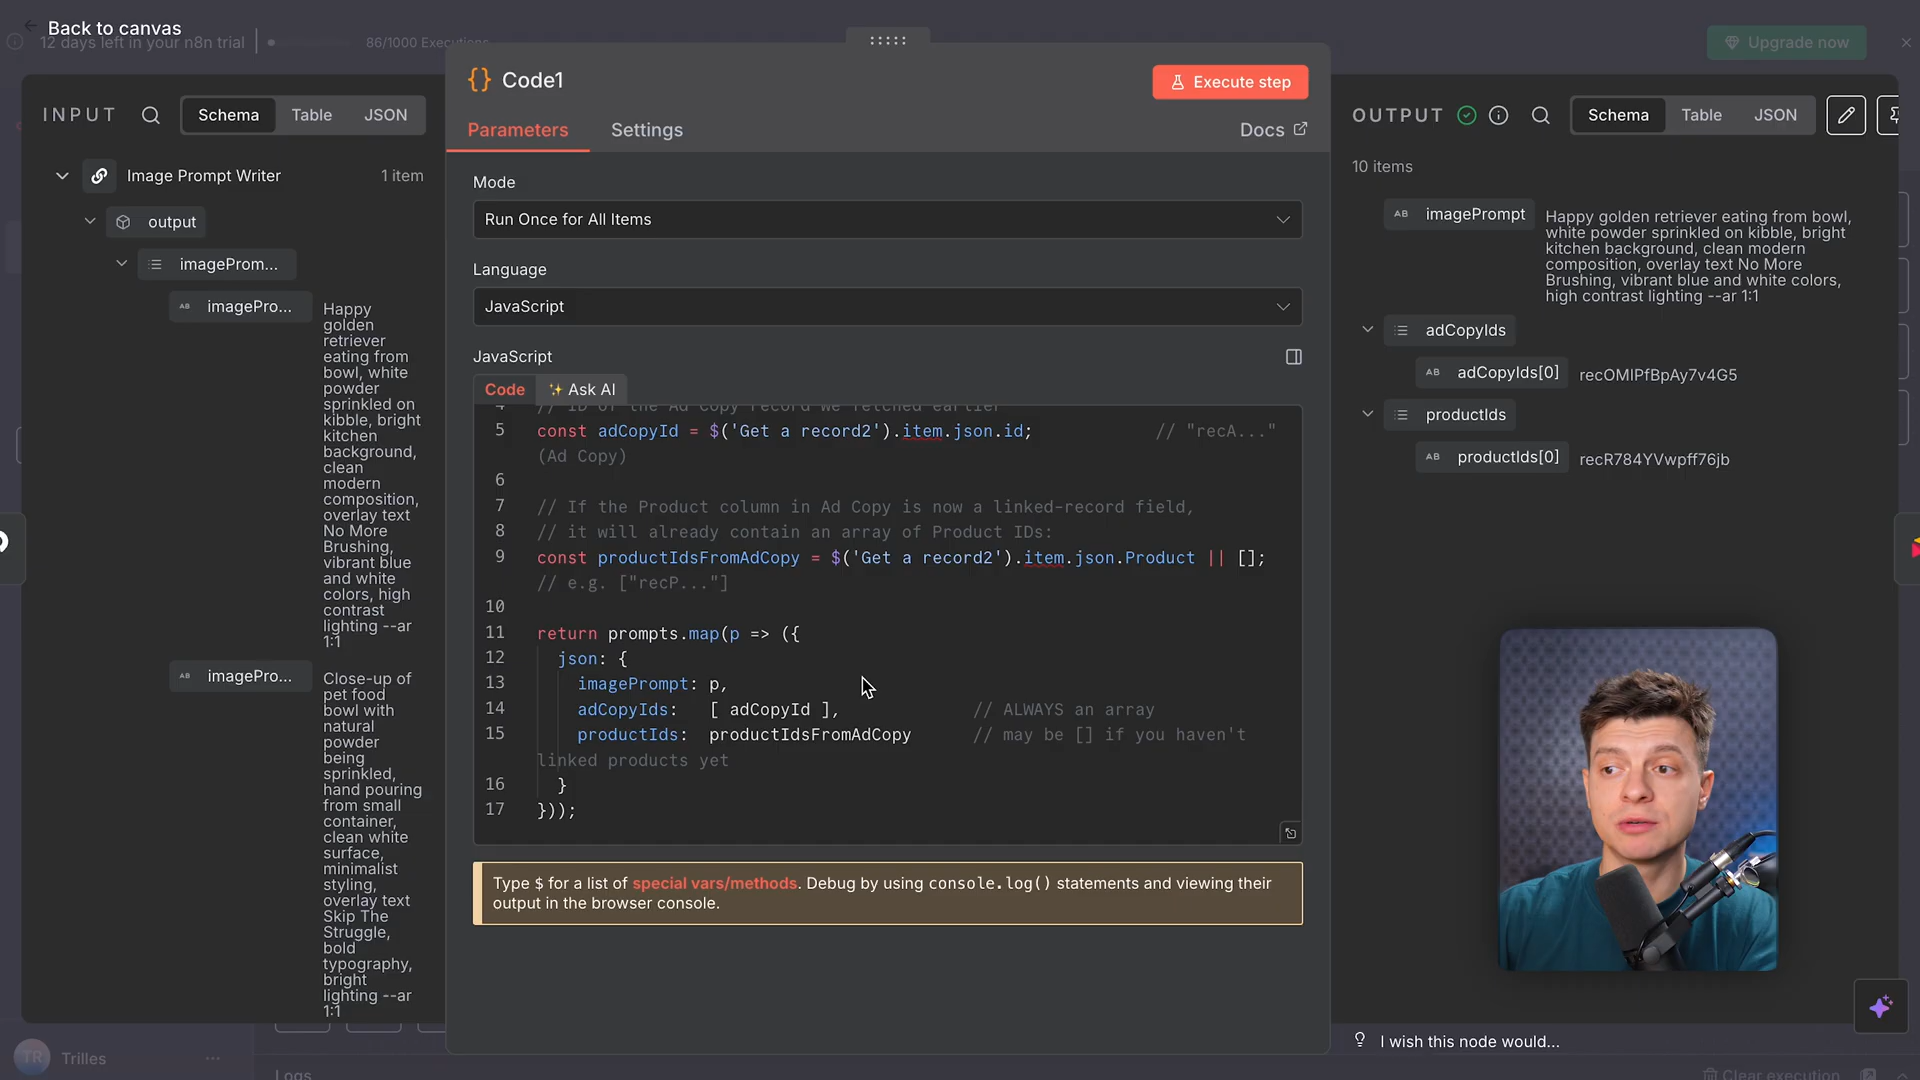 Back to canvas
12 days left in your n8n trial
86/1000 Executions
Upgrade now
INPUT
Schema
Table
JSON
Image Prompt Writer
1 item
output
imageProm...
imagePro...
Happy
golden
retriever
eating from
bowl, white
powder
sprinkled on
kibble, bright
kitchen
background,
clean
modern
composition,
overlay text
No More
Brushing,
vibrant blue
and white
colors, high
contrast
lighting --ar
1:1
imagePro...
Close-up of
pet food
bowl with
natural
powder
being
sprinkled,
hand pouring
from small
container,
clean white
surface,
minimalist
styling,
overlay text
Skip The
Struggle,
bold
typography,
bright
lighting --ar
1:1
TR
Trilles
...
{} Code1
Execute step
Parameters
Settings
Docs
Mode
Run Once for All Items
Language
JavaScript
JavaScript
Code
Ask AI
4 // ID of the Ad Copy record we fetched earlier
5 const adCopyId = $('Get a record2').item.json.id; // "recA..."
(Ad Copy)
6
7 // If the Product column in Ad Copy is now a linked-record field,
8 // it will already contain an array of Product IDs:
9 const productIdsFromAdCopy = $('Get a record2').item.json.Product || [];
// e.g. ["recP..."]
10
11 return prompts.map(p => ({
12 json: {
13 imagePrompt: p,
14 adCopyIds: [ adCopyId ], // ALWAYS an array
15 productIds: productIdsFromAdCopy // may be [] if you haven't
linked products yet
16 }
17 }));
Type $ for a list of special vars/methods. Debug by using console.log() statements and viewing their
output in the browser console.
Logs
OUTPUT
Schema
Table
JSON
10 items
imagePrompt
Happy golden retriever eating from bowl,
white powder sprinkled on kibble, bright
kitchen background, clean modern
composition, overlay text No More
Brushing, vibrant blue and white colors,
high contrast lighting --ar 1:1
adCopyIds
adCopyIds[0]
recOMIPfBpAy7v4G5
productIds
productIds[0]
recR784YVwpff76jb
I wish this node would...
Clear execution